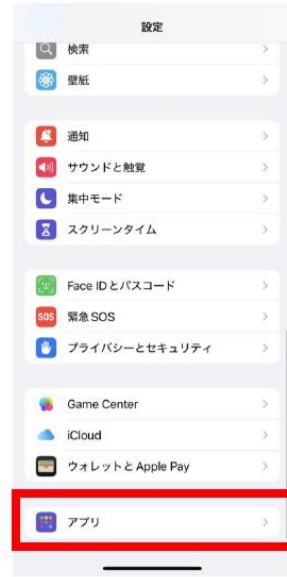 設定
検索
壁紙
通知
サウンドと触覚
集中モード
スクリーンタイム
Face IDとパスコード
SOS 緊急SOS
プライバシーとセキュリティ
Game Center
iCloud
ウォレットとApple Pay
アプリ